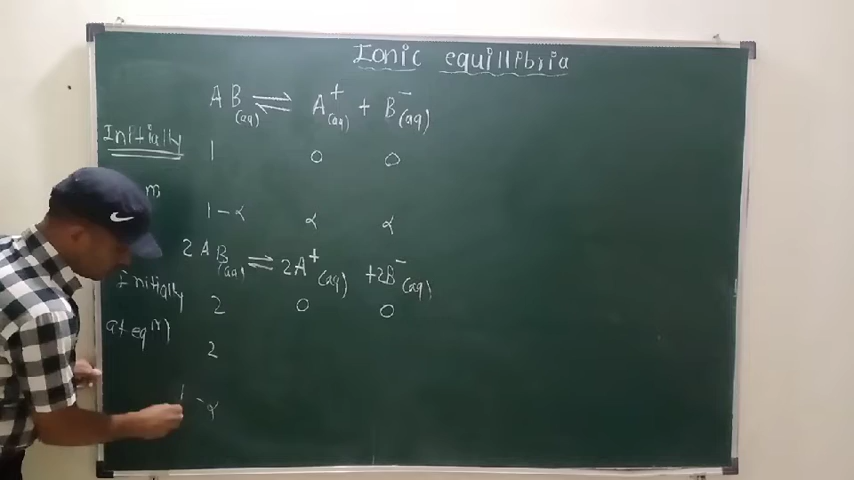 Ionic equilibria
AB(aq) ⇌ A⁺(aq) + B⁻(aq)
Initially 1 0 0
1-α α α
2AB(aq) ⇌ 2A⁺(aq) +2B⁻(aq)
Initially 2 0 0
at eqⁿ) 2
1-α